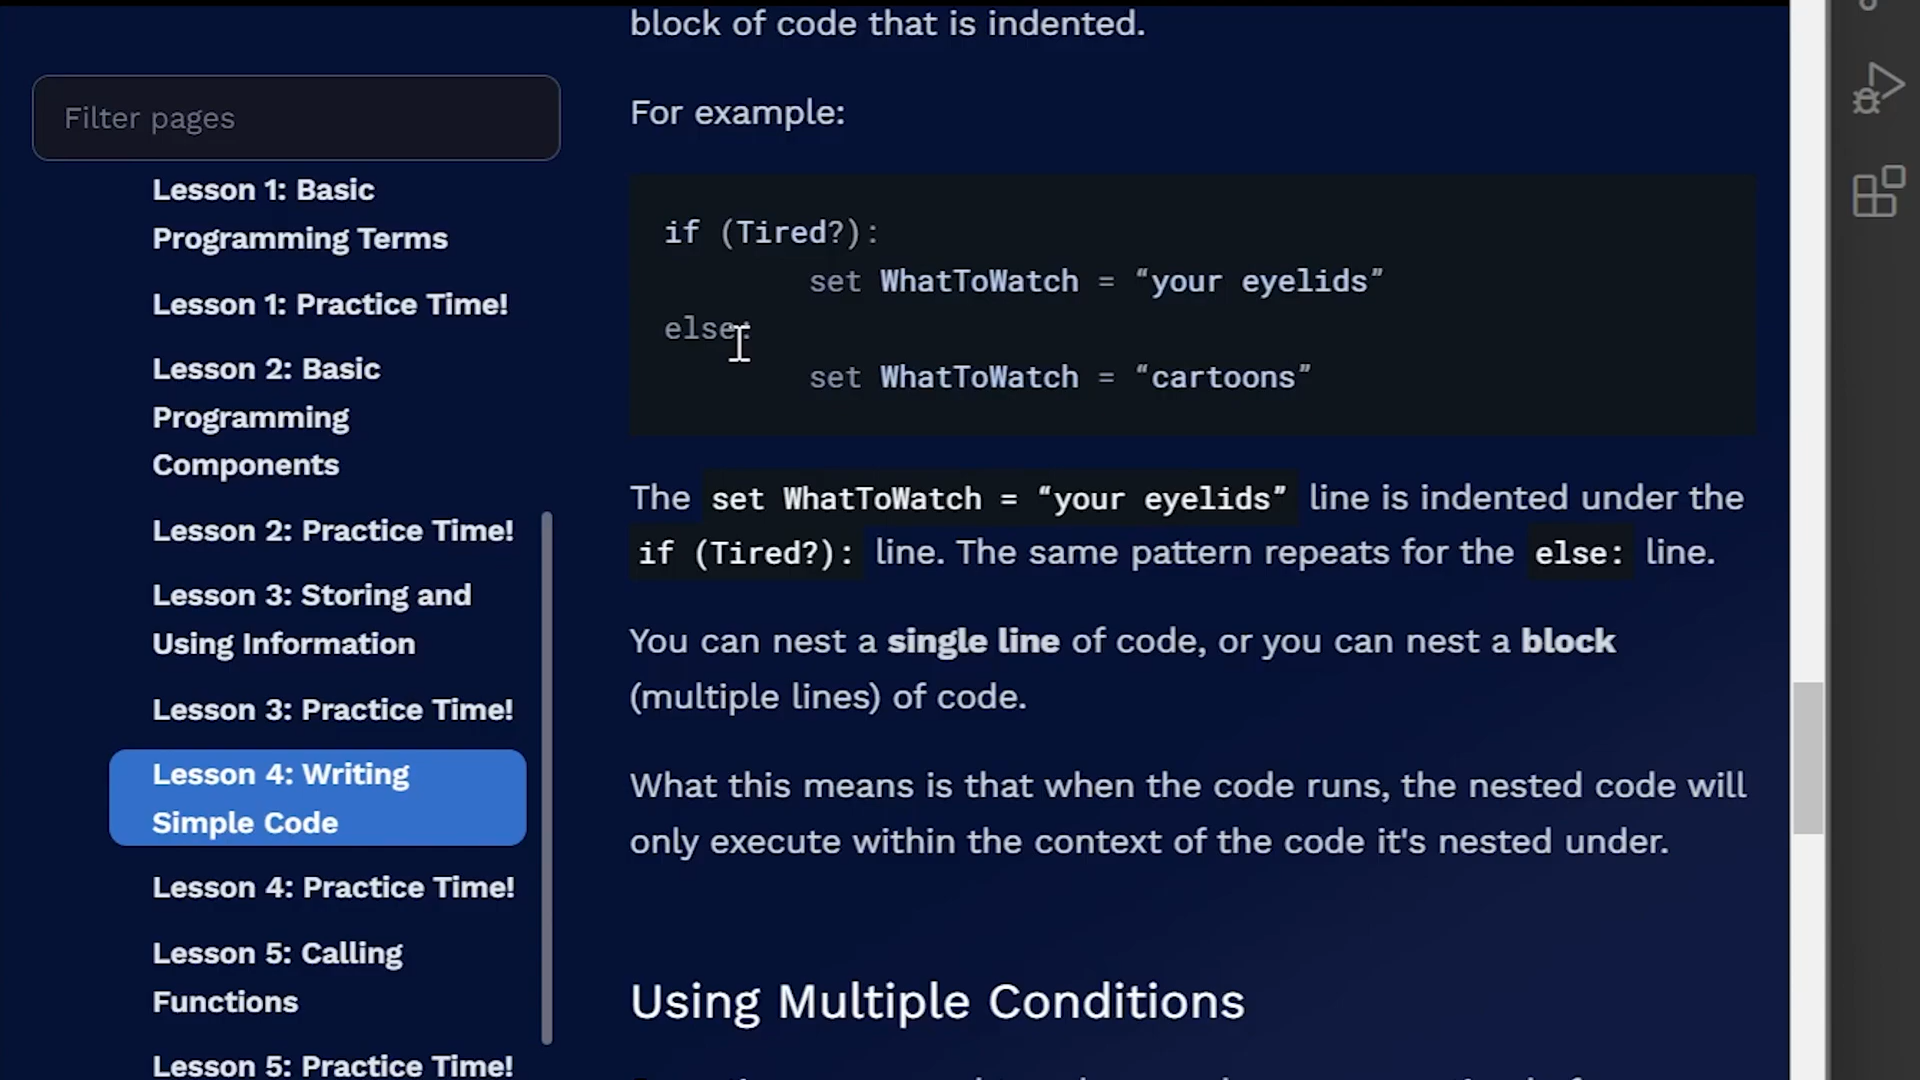 Filter pages
Lesson 1: Basic
Programming Terms
Lesson 1: Practice Time!
Lesson 2: Basic
Programming
Components
Lesson 2: Practice Time!
Lesson 3: Storing and
Using Information
Lesson 3: Practice Time!
Lesson 4: Writing
Simple Code
Lesson 4: Practice Time!
Lesson 5: Calling
Functions
Lesson 5: Practice Time!
block of code that is indented.
For example:
if (Tired?):
set WhatToWatch = “your eyelids”
else:
set WhatToWatch = “cartoons”
The set WhatToWatch = “your eyelids” line is indented under the
if (Tired?): line. The same pattern repeats for the else: line.
You can nest a single line of code, or you can nest a block
(multiple lines) of code.
What this means is that when the code runs, the nested code will
only execute within the context of the code it's nested under.
Using Multiple Conditions